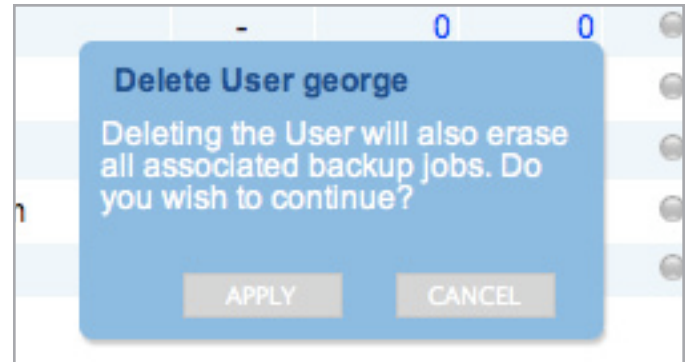 - 0 0
Delete User george
Deleting the User will also erase
all associated backup jobs. Do
you wish to continue?
APPLY CANCEL